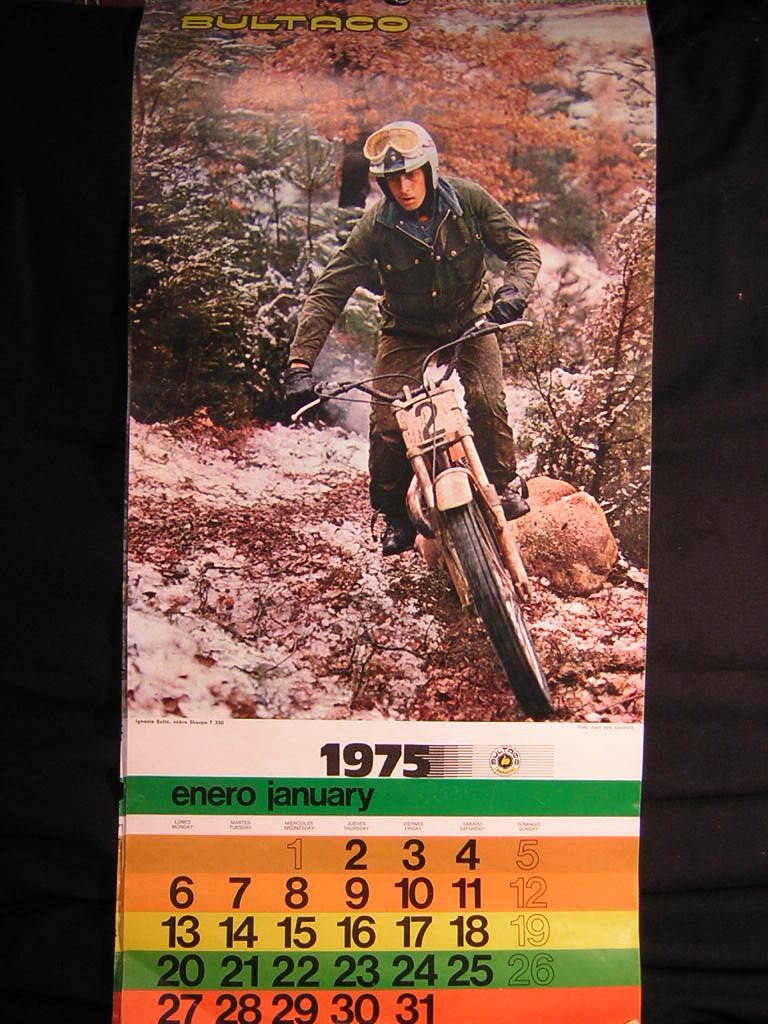 BULTACO
2
Ignacio Bultó, sobre Sherpa T 350
1975
BULTACO
enero january
LUNES MARTES MIERCOLES JUEVES VIERNES SABADO DOMINGO
MONDAY TUESDAY WEDNESDAY THURSDAY FRIDAY SATURDAY SUNDAY
1 2 3 4 5
6 7 8 9 10 11 12
13 14 15 16 17 18 19
20 21 22 23 24 25 26
27 28 29 30 31